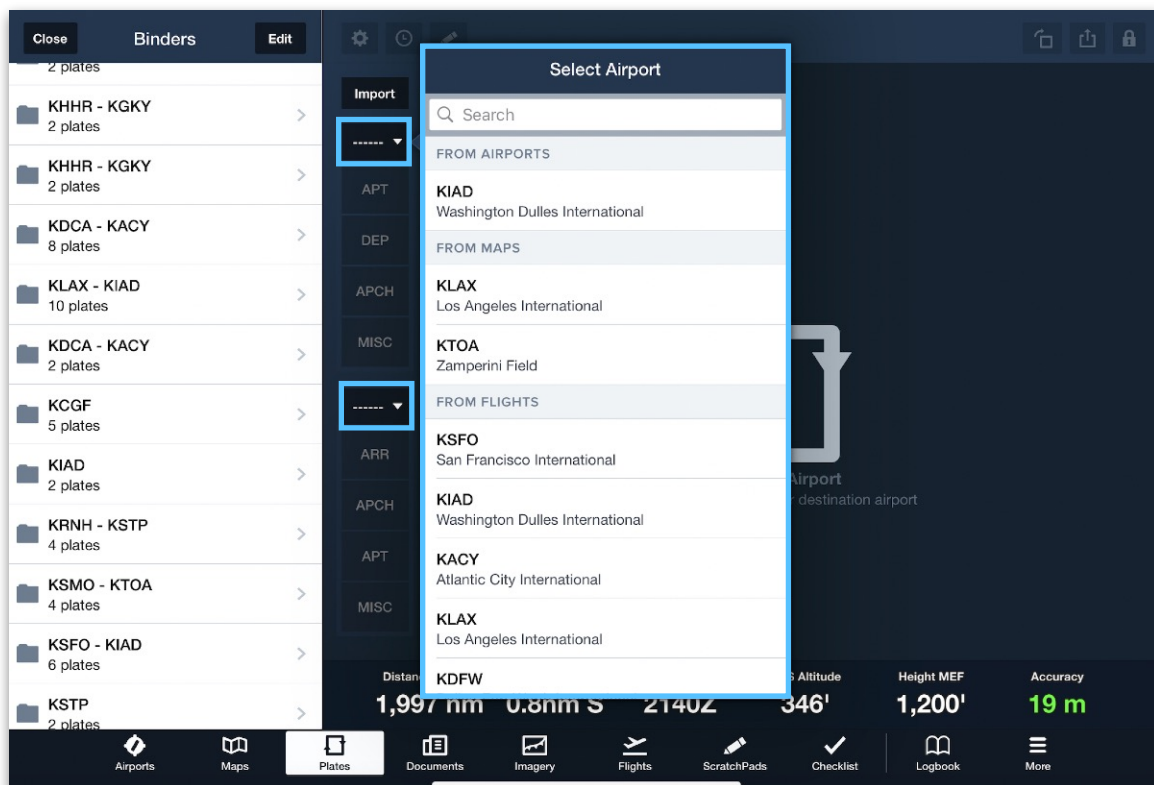 Close
Binders
Edit
2 plates
KHHR - KGKY
2 plates
KHHR - KGKY
2 plates
KDCA - KACY
8 plates
KLAX - KIAD
10 plates
KDCA - KACY
2 plates
KCGF
5 plates
KIAD
2 plates
KRNH - KSTP
4 plates
KSMO - KTOA
4 plates
KSFO - KIAD
6 plates
KSTP
2 plates
Import
------
APT
DEP
APCH
MISC
------
ARR
APCH
APT
MISC
Select Airport
Search
FROM AIRPORTS
KIAD
Washington Dulles International
FROM MAPS
KLAX
Los Angeles International
KTOA
Zamperini Field
FROM FLIGHTS
KSFO
San Francisco International
KIAD
Washington Dulles International
KACY
Atlantic City International
KLAX
Los Angeles International
KDFW
Airport
destination airport
Altitude
Height MEF
Accuracy
1,997 nm
0.8nm S
2140Z
346'
1,200'
19 m
Airports
Maps
Plates
Documents
Imagery
Flights
ScratchPads
Checklist
Logbook
More